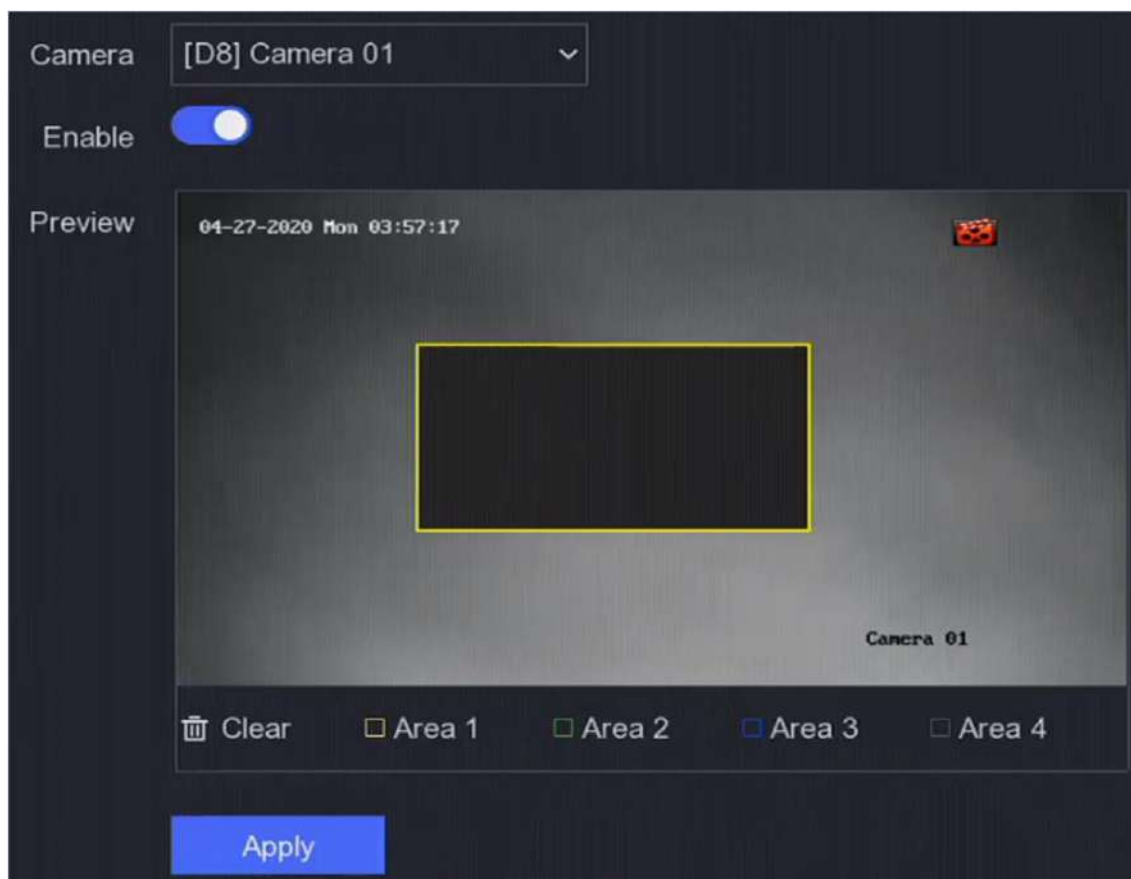 Camera [D8] Camera 01
Enable
Preview
04-27-2020 Mon 03:57:17
Camera 01
Clear Area 1 Area 2 Area 3 Area 4
Apply